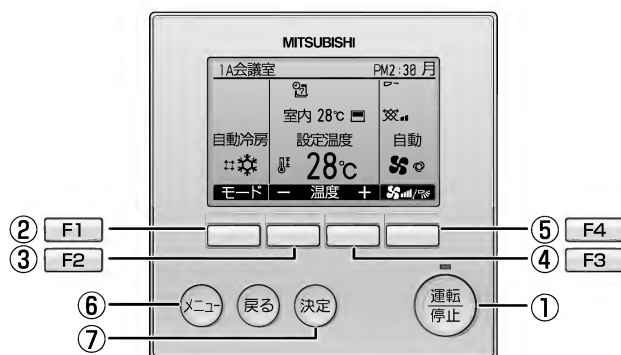 MITSUBISHI
1A会議室 PM2:30 月
室内 28℃
自動冷房 設定温度 自動
28℃
モード － 温度 ＋
② F1
③ F2
⑤ F4
④ F3
⑥ メニュー 戻る 決定
運転 停止 ①
⑦